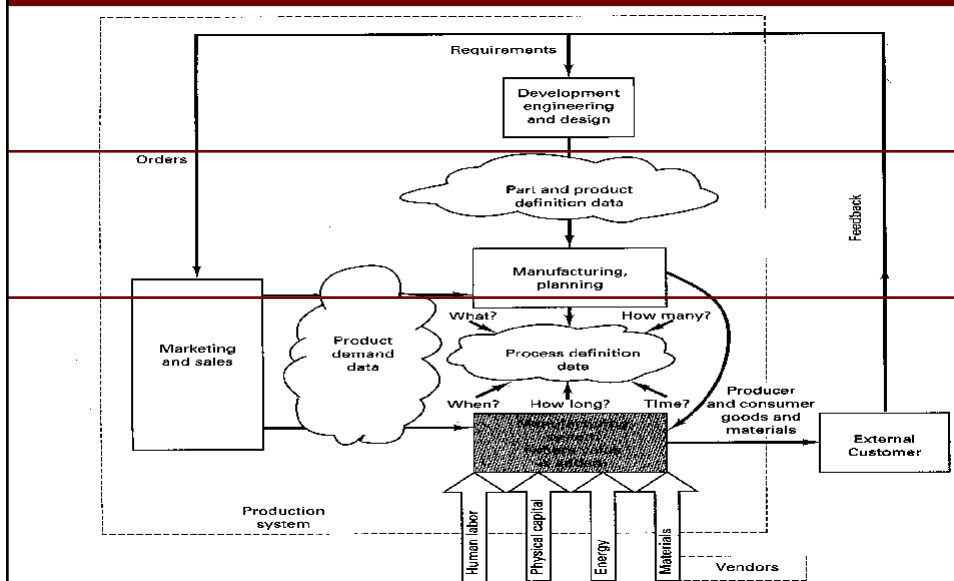 Requirements
Development
engineering
and design
Orders
Part and product
definition data
Feedback
Manufacturing,
planning
What?
How many?
Marketing
and sales
Product
demand
data
Process definition
data
When?
How long?
Time?
Producer
and consumer
goods and
materials
Manufacturing
system
External
Customer
Production
system
Human labor
Physical capital
Energy
Materials
Vendors